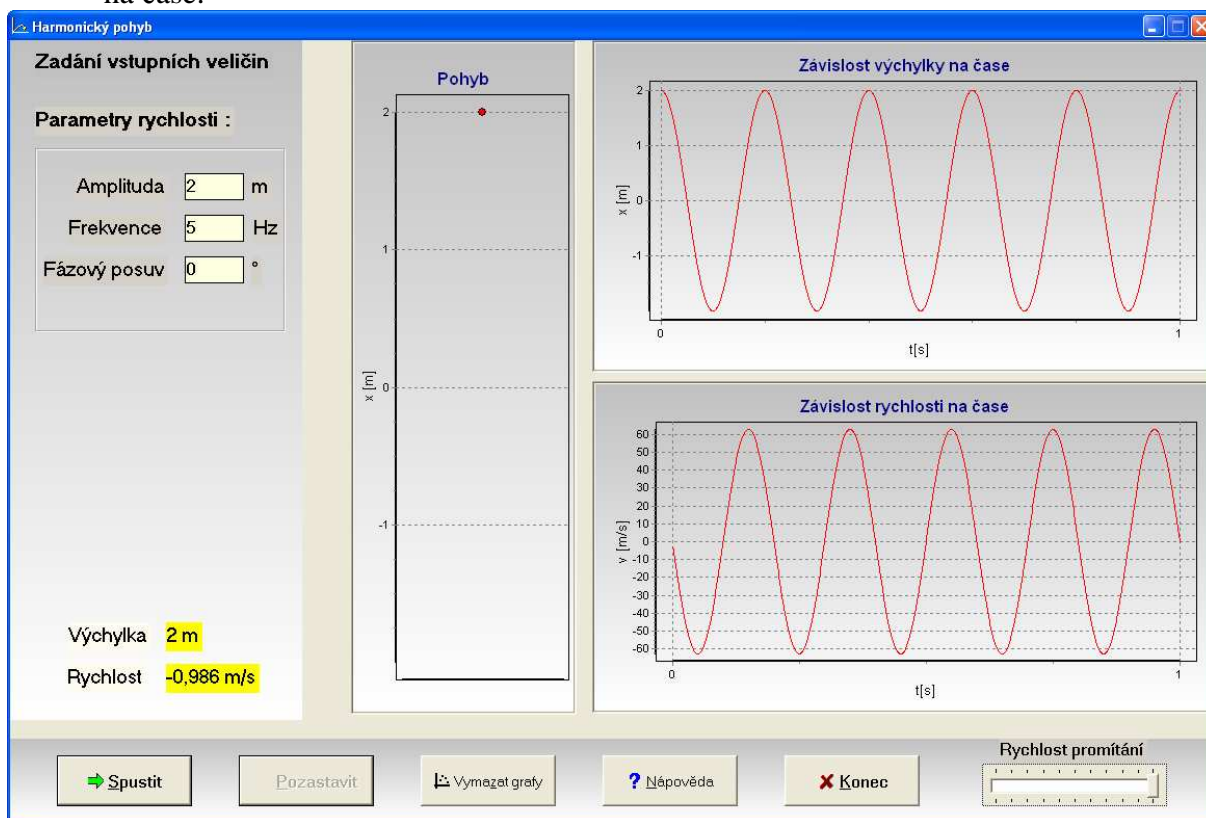 na čase.
Harmonický pohyb
Zadání vstupních veličin
Parametry rychlosti :
Amplituda 2 m
Frekvence 5 Hz
Fázový posuv 0 °
Výchylka 2 m
Rychlost -0,986 m/s
Pohyb
2
1
0
-1
x [m]
Závislost výchylky na čase
2
1
0
-1
x [m]
0 1
t[s]
Závislost rychlosti na čase
60
50
40
30
20
10
0
-10
-20
-30
-40
-50
-60
v [m/s]
0 1
t[s]
Spustit
Pozastavit
Vymazat grafy
? Nápověda
Konec
Rychlost promítání